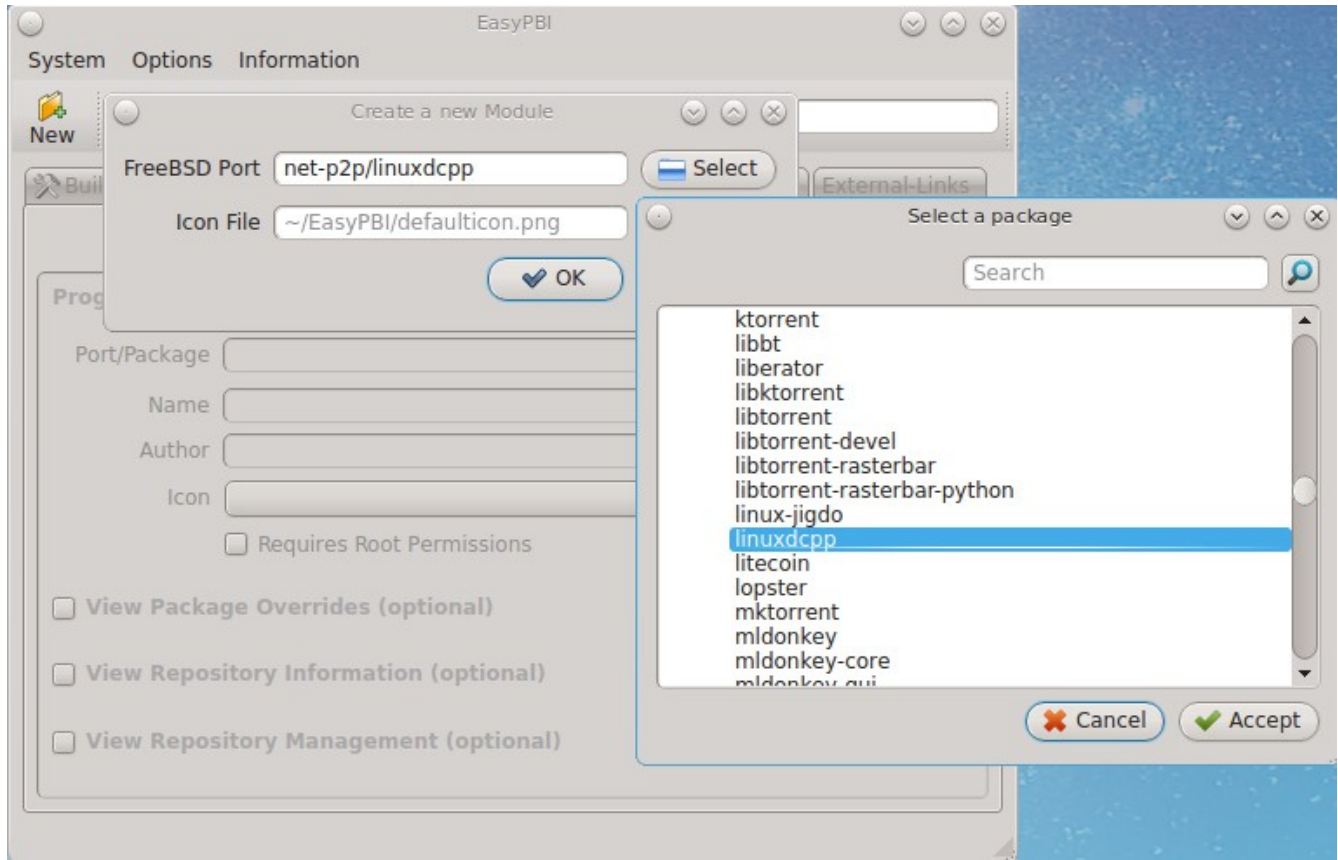 EasyPBI
System Options Information
New
Create a new Module
FreeBSD Port net-p2p/linuxdcpp Select
Icon File ~/EasyPBI/defaulticon.png
OK
External-Links
Select a package
Search
ktorrent
libbt
liberator
libktorrent
libtorrent
libtorrent-devel
libtorrent-rasterbar
libtorrent-rasterbar-python
linux-jigdo
linuxdcpp
litecoin
lopster
mktorrent
mldonkey
mldonkey-core
mldonkey-gui
Cancel Accept
Port/Package
Name
Author
Icon
Requires Root Permissions
View Package Overrides (optional)
View Repository Information (optional)
View Repository Management (optional)